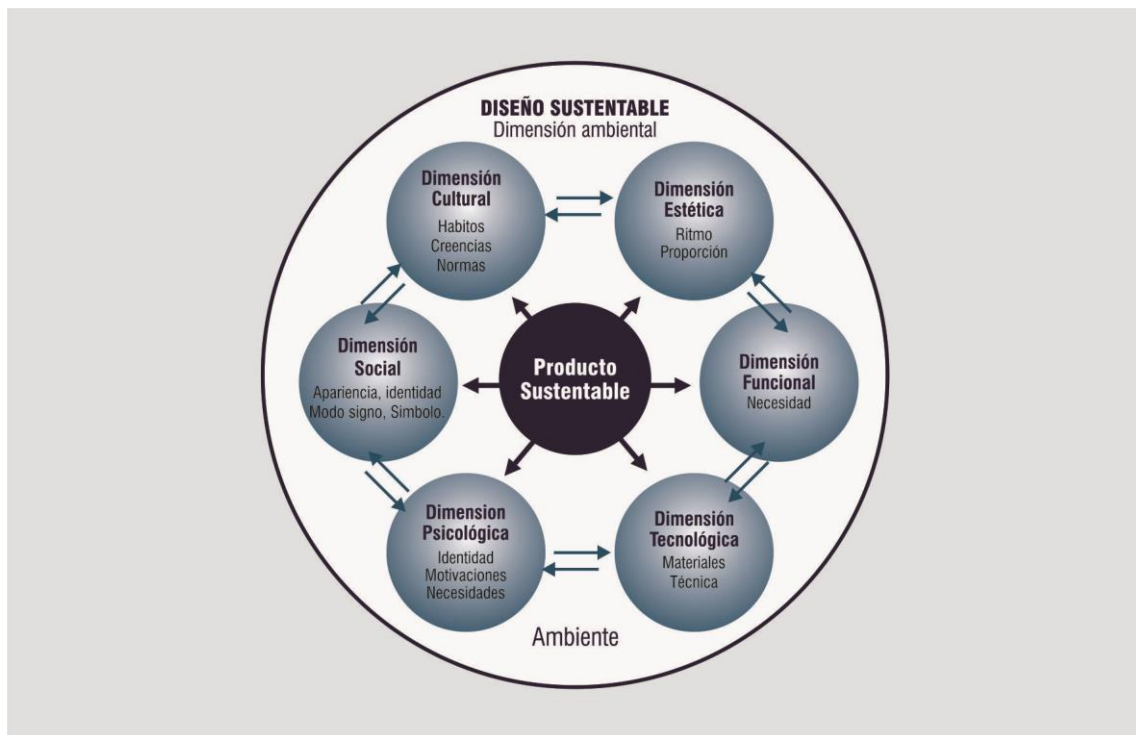 DISEÑO SUSTENTABLE
Dimensión ambiental
Dimensión
Cultural
Habitos
Creencias
Normas
Dimensión
Estética
Ritmo
Proporción
Dimensión
Social
Apariencia, identidad
Modo signo, Simbolo.
Producto
Sustentable
Dimensión
Funcional
Necesidad
Dimension
Psicológica
Identidad
Motivaciones
Necesidades
Dimensión
Tecnológica
Materiales
Técnica
Ambiente